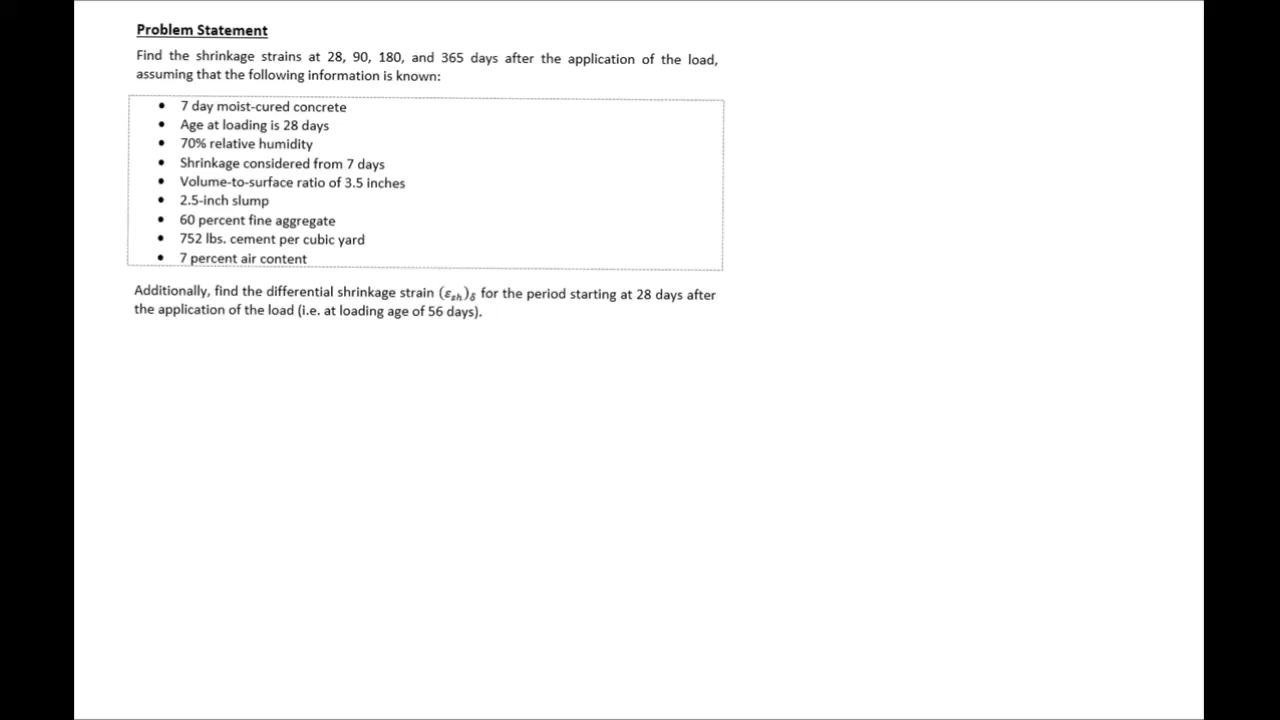 Problem Statement
Find the shrinkage strains at 28, 90, 180, and 365 days after the application of the load,
assuming that the following information is known:
• 7 day moist-cured concrete
• Age at loading is 28 days
• 70% relative humidity
• Shrinkage considered from 7 days
• Volume-to-surface ratio of 3.5 inches
• 2.5-inch slump
• 60 percent fine aggregate
• 752 lbs. cement per cubic yard
• 7 percent air content
Additionally, find the differential shrinkage strain (εₛₕ)δ for the period starting at 28 days after
the application of the load (i.e. at loading age of 56 days).